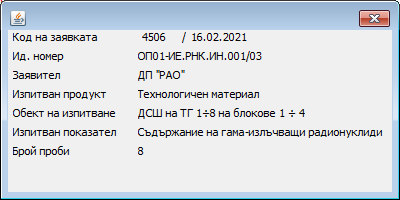 Код на заявката 4506 / 16.02.2021
Ид. номер ОП01-ИЕ.РНК.ИН.001/03
Заявител ДП "РАО"
Изпитван продукт Технологичен материал
Обект на изпитване ДСШ на ТГ 1÷8 на блокове 1 ÷ 4
Изпитван показател Съдържание на гама-излъчващи радионуклиди
Брой проби 8